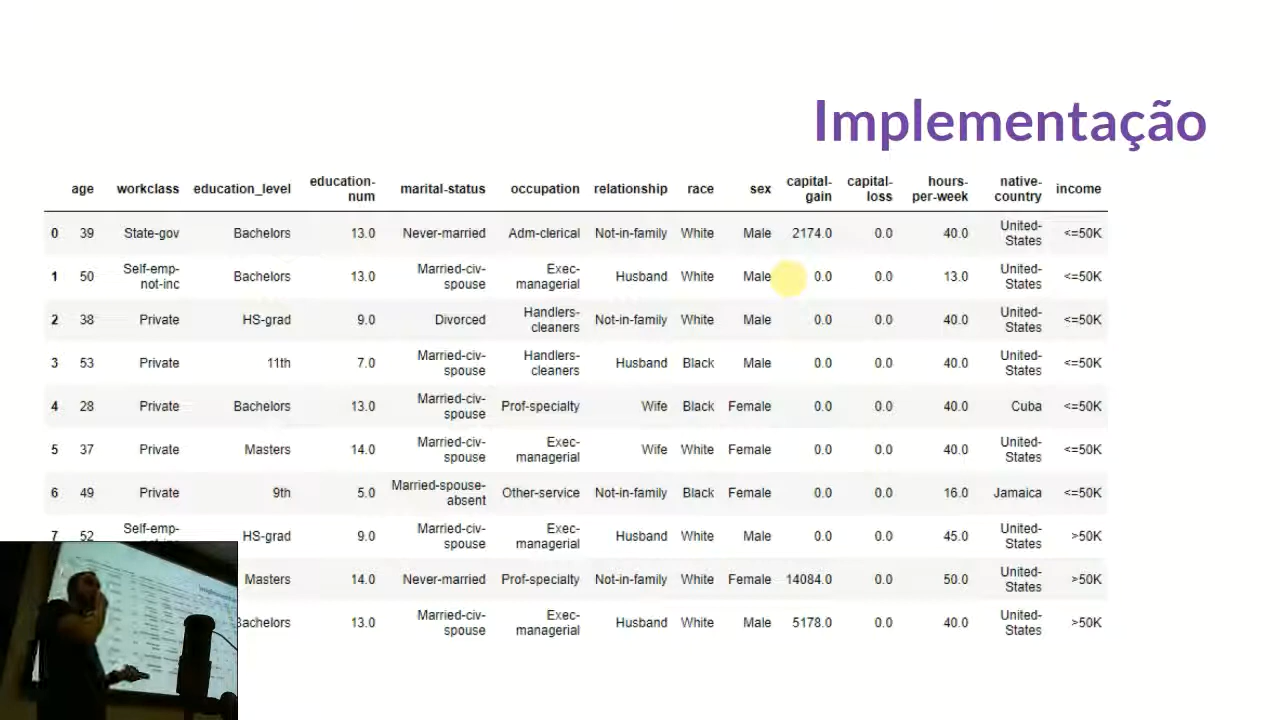 Implementação
age workclass education_level education-num marital-status occupation relationship race sex capital-gain capital-loss hours-per-week native-country income
0 39 State-gov Bachelors 13.0 Never-married Adm-clerical Not-in-family White Male 2174.0 0.0 40.0 United-States <=50K
1 50 Self-emp-not-inc Bachelors 13.0 Married-civ-spouse Exec-managerial Husband White Male 0.0 0.0 13.0 United-States <=50K
2 38 Private HS-grad 9.0 Divorced Handlers-cleaners Not-in-family White Male 0.0 0.0 40.0 United-States <=50K
3 53 Private 11th 7.0 Married-civ-spouse Handlers-cleaners Husband Black Male 0.0 0.0 40.0 United-States <=50K
4 28 Private Bachelors 13.0 Married-civ-spouse Prof-specialty Wife Black Female 0.0 0.0 40.0 Cuba <=50K
5 37 Private Masters 14.0 Married-civ-spouse Exec-managerial Wife White Female 0.0 0.0 40.0 United-States <=50K
6 49 Private 9th 5.0 Married-spouse-absent Other-service Not-in-family Black Female 0.0 0.0 16.0 Jamaica <=50K
7 52 Self-emp-not-inc HS-grad 9.0 Married-civ-spouse Exec-managerial Husband White Male 0.0 0.0 45.0 United-States >50K
Masters 14.0 Never-married Prof-specialty Not-in-family White Female 14084.0 0.0 50.0 United-States >50K
Bachelors 13.0 Married-civ-spouse Exec-managerial Husband White Male 5178.0 0.0 40.0 United-States >50K